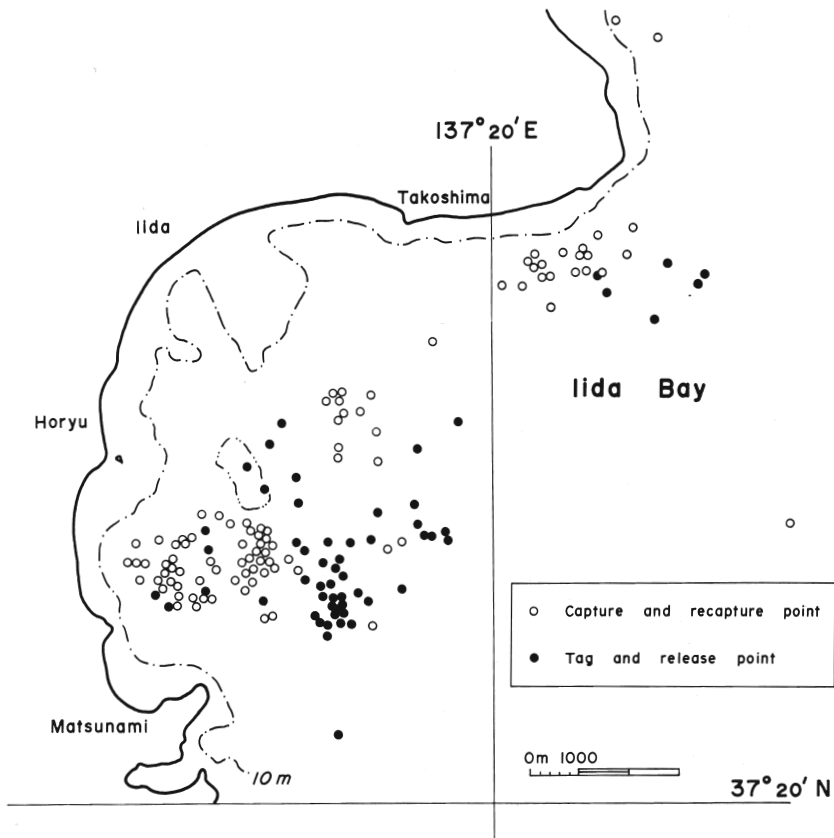 137°20′E
Takoshima
Iida
Iida Bay
Horyu
Capture and recapture point
Tag and release point
Matsunami
0m 1000
10m
37°20′N